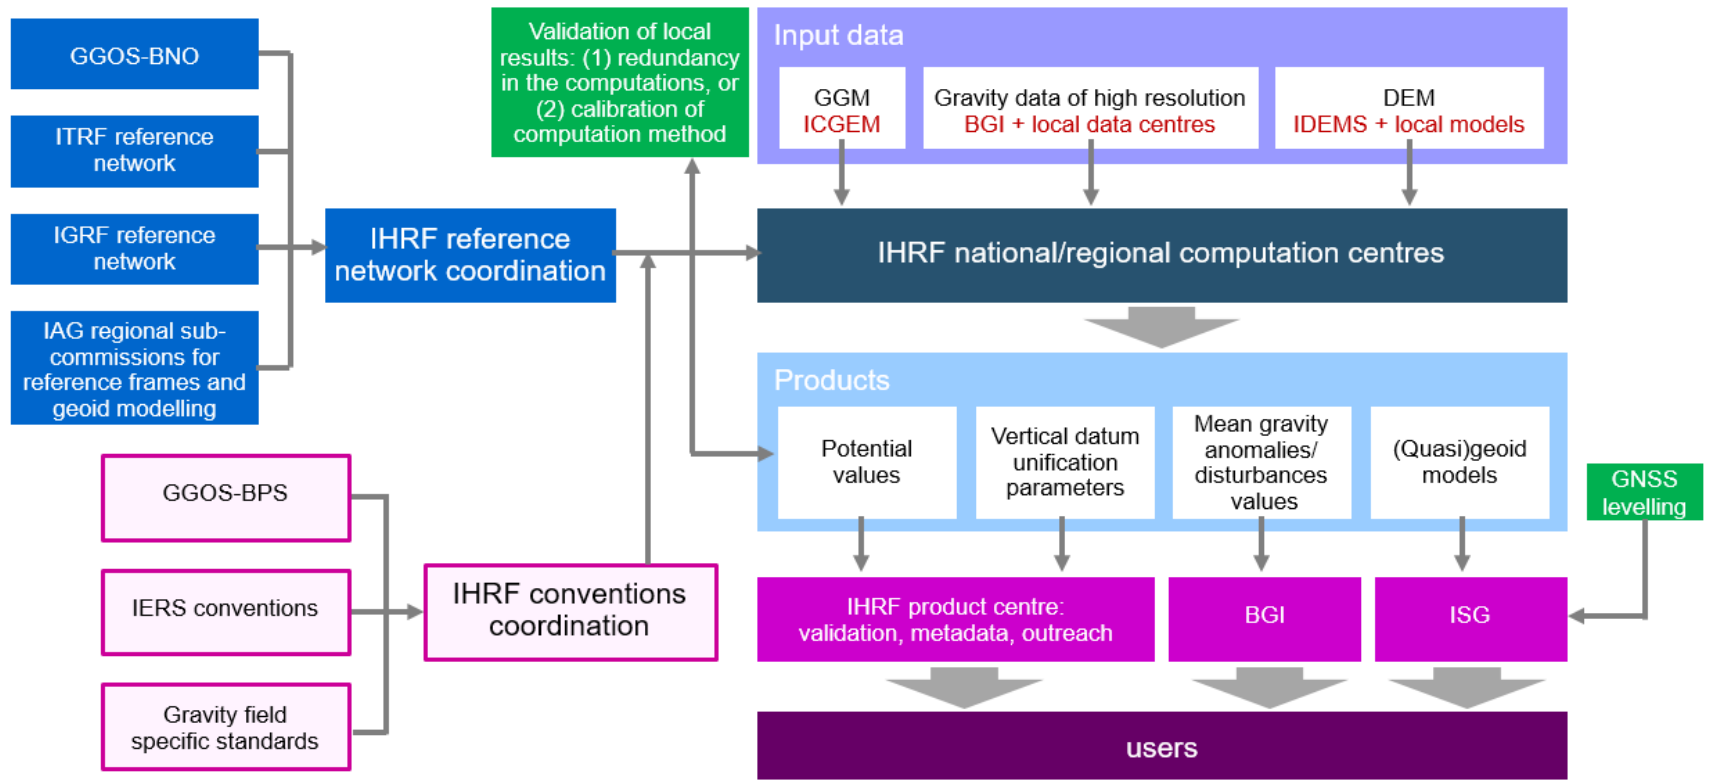 GGOS-BNO
ITRF reference
network
IGRF reference
network
IAG regional sub-
commissions for
reference frames and
geoid modelling
IHRF reference
network coordination
GGOS-BPS
IERS conventions
Gravity field
specific standards
IHRF conventions
coordination
Validation of local
results: (1) redundancy
in the computations, or
(2) calibration of
computation method
Input data
GGM
ICGEM
Gravity data of high resolution
BGI + local data centres
DEM
IDEMS + local models
IHRF national/regional computation centres
Products
Potential
values
Vertical datum
unification
parameters
Mean gravity
anomalies/
disturbances
values
(Quasi)geoid
models
GNSS
levelling
IHRF product centre:
validation, metadata, outreach
BGI
ISG
users